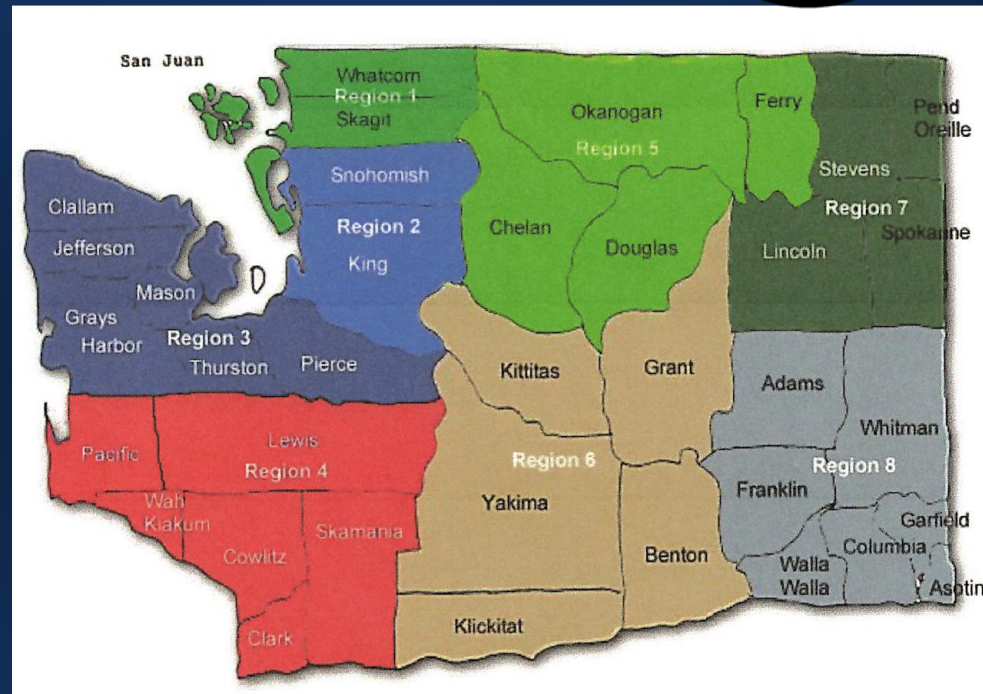 San Juan
Whatcorn
Region 1
Skagit
Okanogan
Region 5
Ferry
Pend
Oreille
Stevens
Snohomish
Region 2
King
Clallam
Jefferson
Mason
Grays
Harbor
Region 3
Thurston
Pierce
Chelan
Douglas
Region 7
Spokanne
Lincoln
Kittitas
Grant
Adams
Whitman
Pacific
Lewis
Region 4
Region 6
Yakima
Region 8
Franklin
Wah
Kiakum
Skamania
Cowlitz
Benton
Garfield
Columbia
Walla
Walla
Asotin
Clark
Klickitat